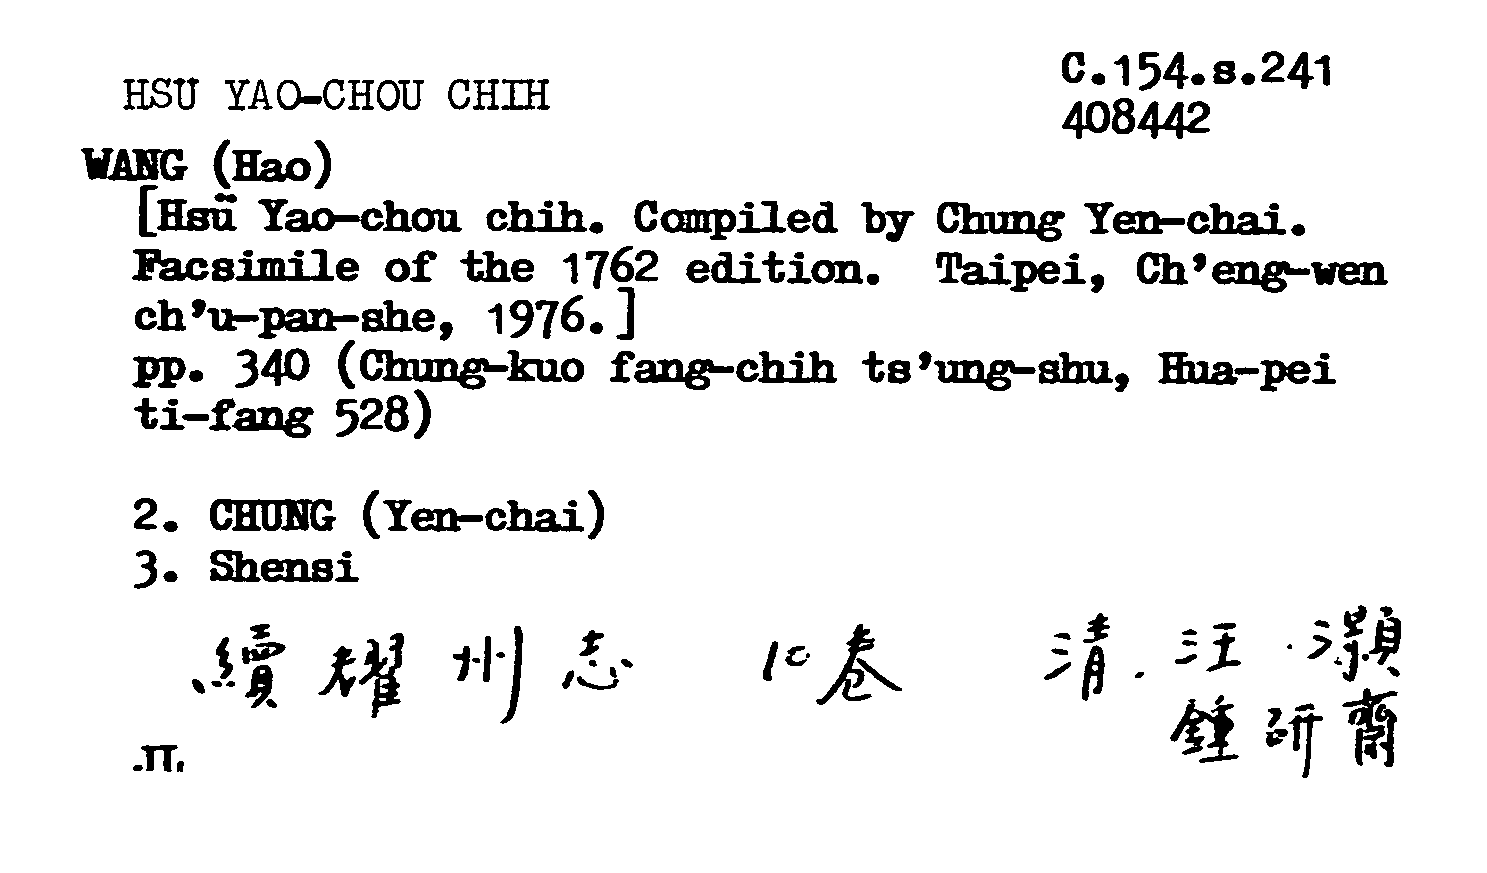 HSÜ YAO-CHOU CHIH
C.154.s.241
408442
WANG (Hao)
[Hsü Yao-chou chih. Compiled by Chung Yen-chai.
Facsimile of the 1762 edition. Taipei, Ch'eng-wen
ch'u-pan-she, 1976.]
pp. 340 (Chung-kuo fang-chih ts'ung-shu, Hua-pei
ti-fang 528)
2. CHUNG (Yen-chai)
3. Shensi
續耀州志 10卷 清.汪.灝
鍾研齋
.π.